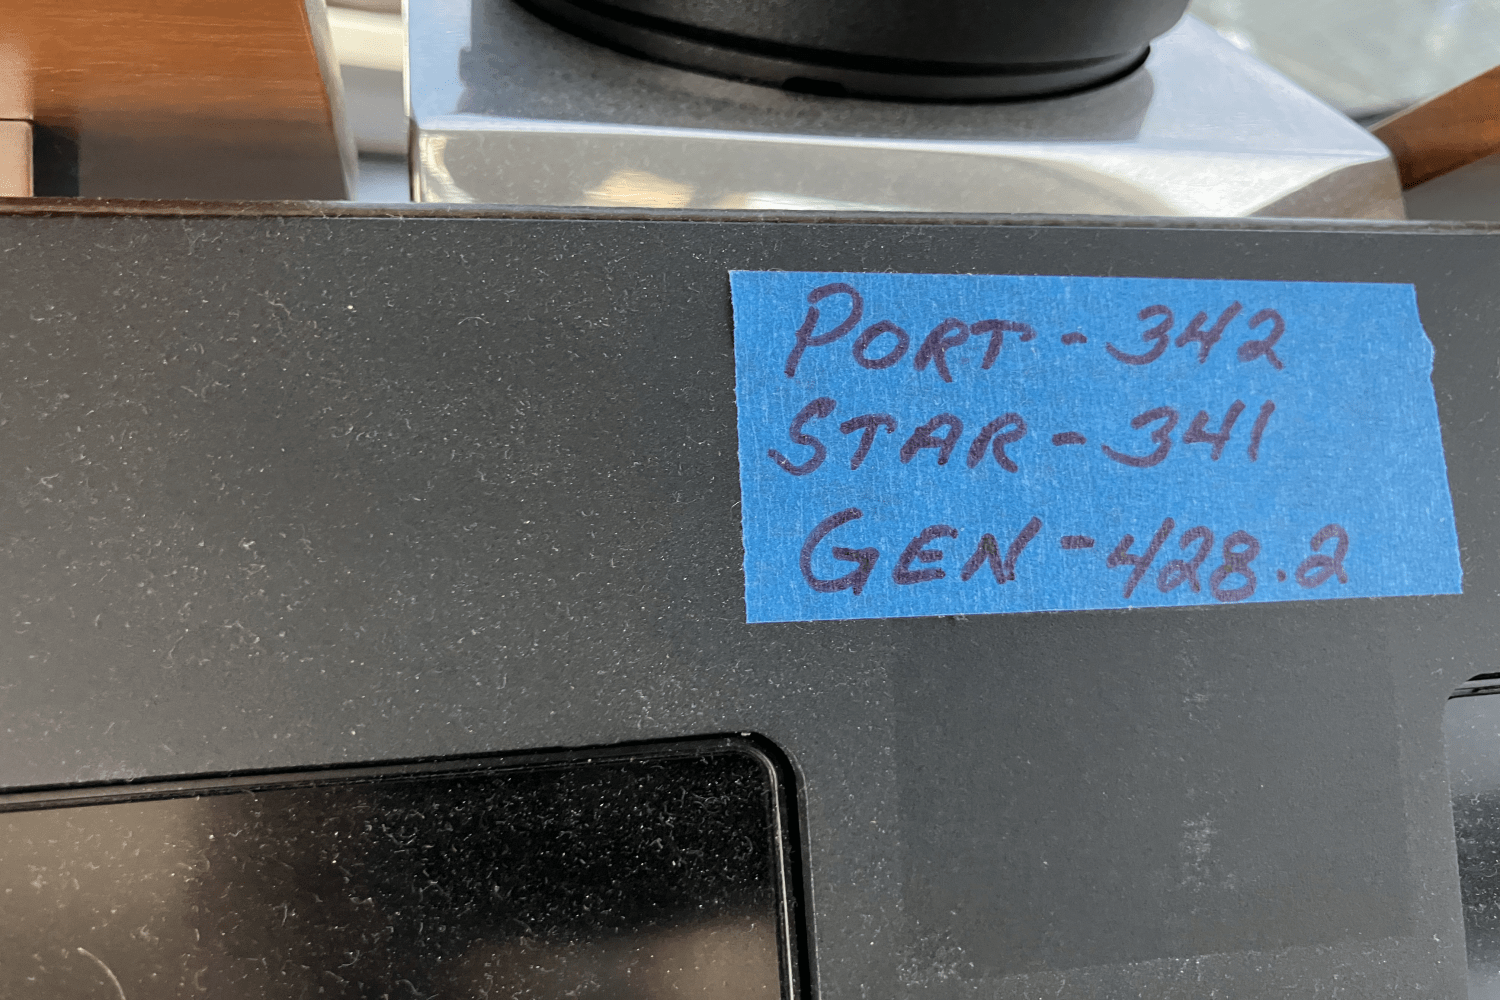 PORT - 342
STAR - 341
GEN - 428.2